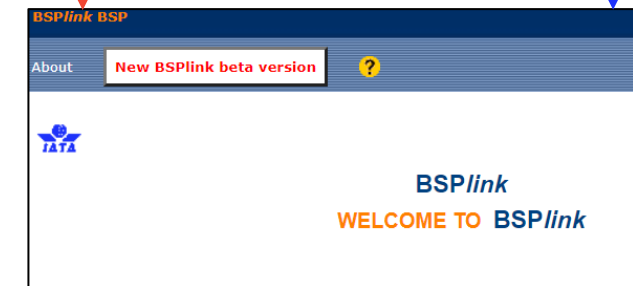 BSPlink BSP
About New BSPlink beta version ?
IATA
BSPlink
WELCOME TO BSPlink